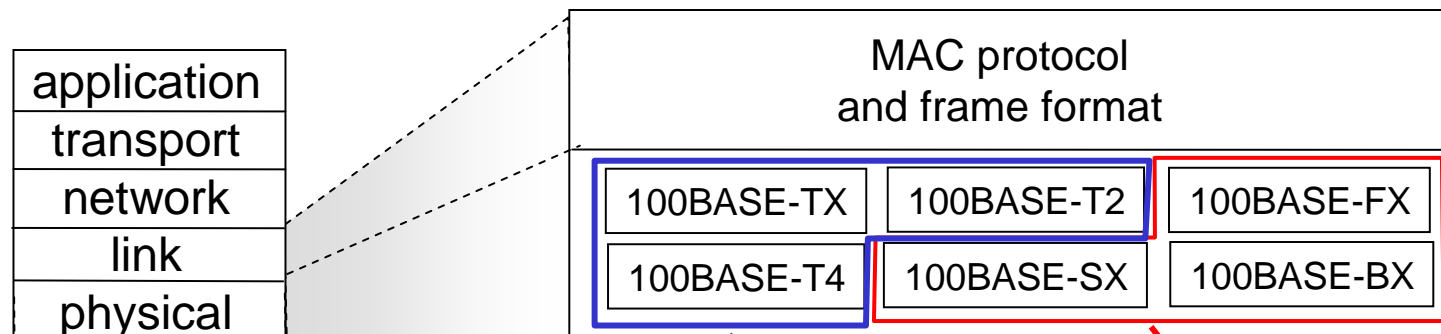 application
transport
network
link
physical
MAC protocol
and frame format
100BASE-TX
100BASE-T2
100BASE-FX
100BASE-T4
100BASE-SX
100BASE-BX